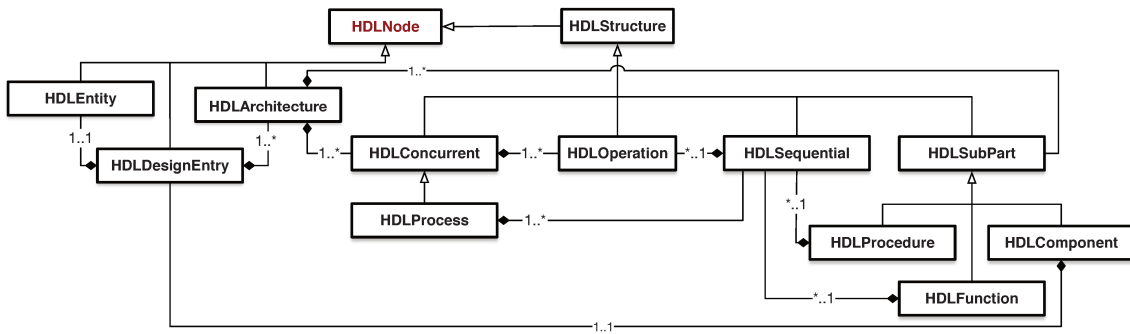 HDLNode
HDLStructure
1..*
HDLEntity
HDLArchitecture
1..1
1..*
1..*
HDLConcurrent
1..*
HDLOperation
*..1
HDLSequential
HDLSubPart
HDLDesignEntry
HDLProcess
1..*
*..1
HDLProcedure
HDLComponent
*..1
HDLFunction
1..1